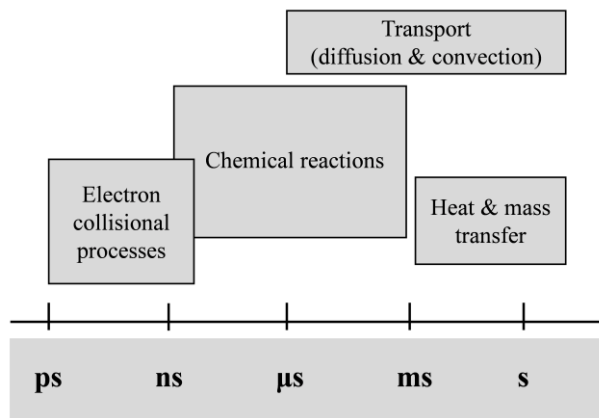 Transport
(diffusion & convection)
Chemical reactions
Electron
collisional
processes
Heat & mass
transfer
ps ns μs ms s